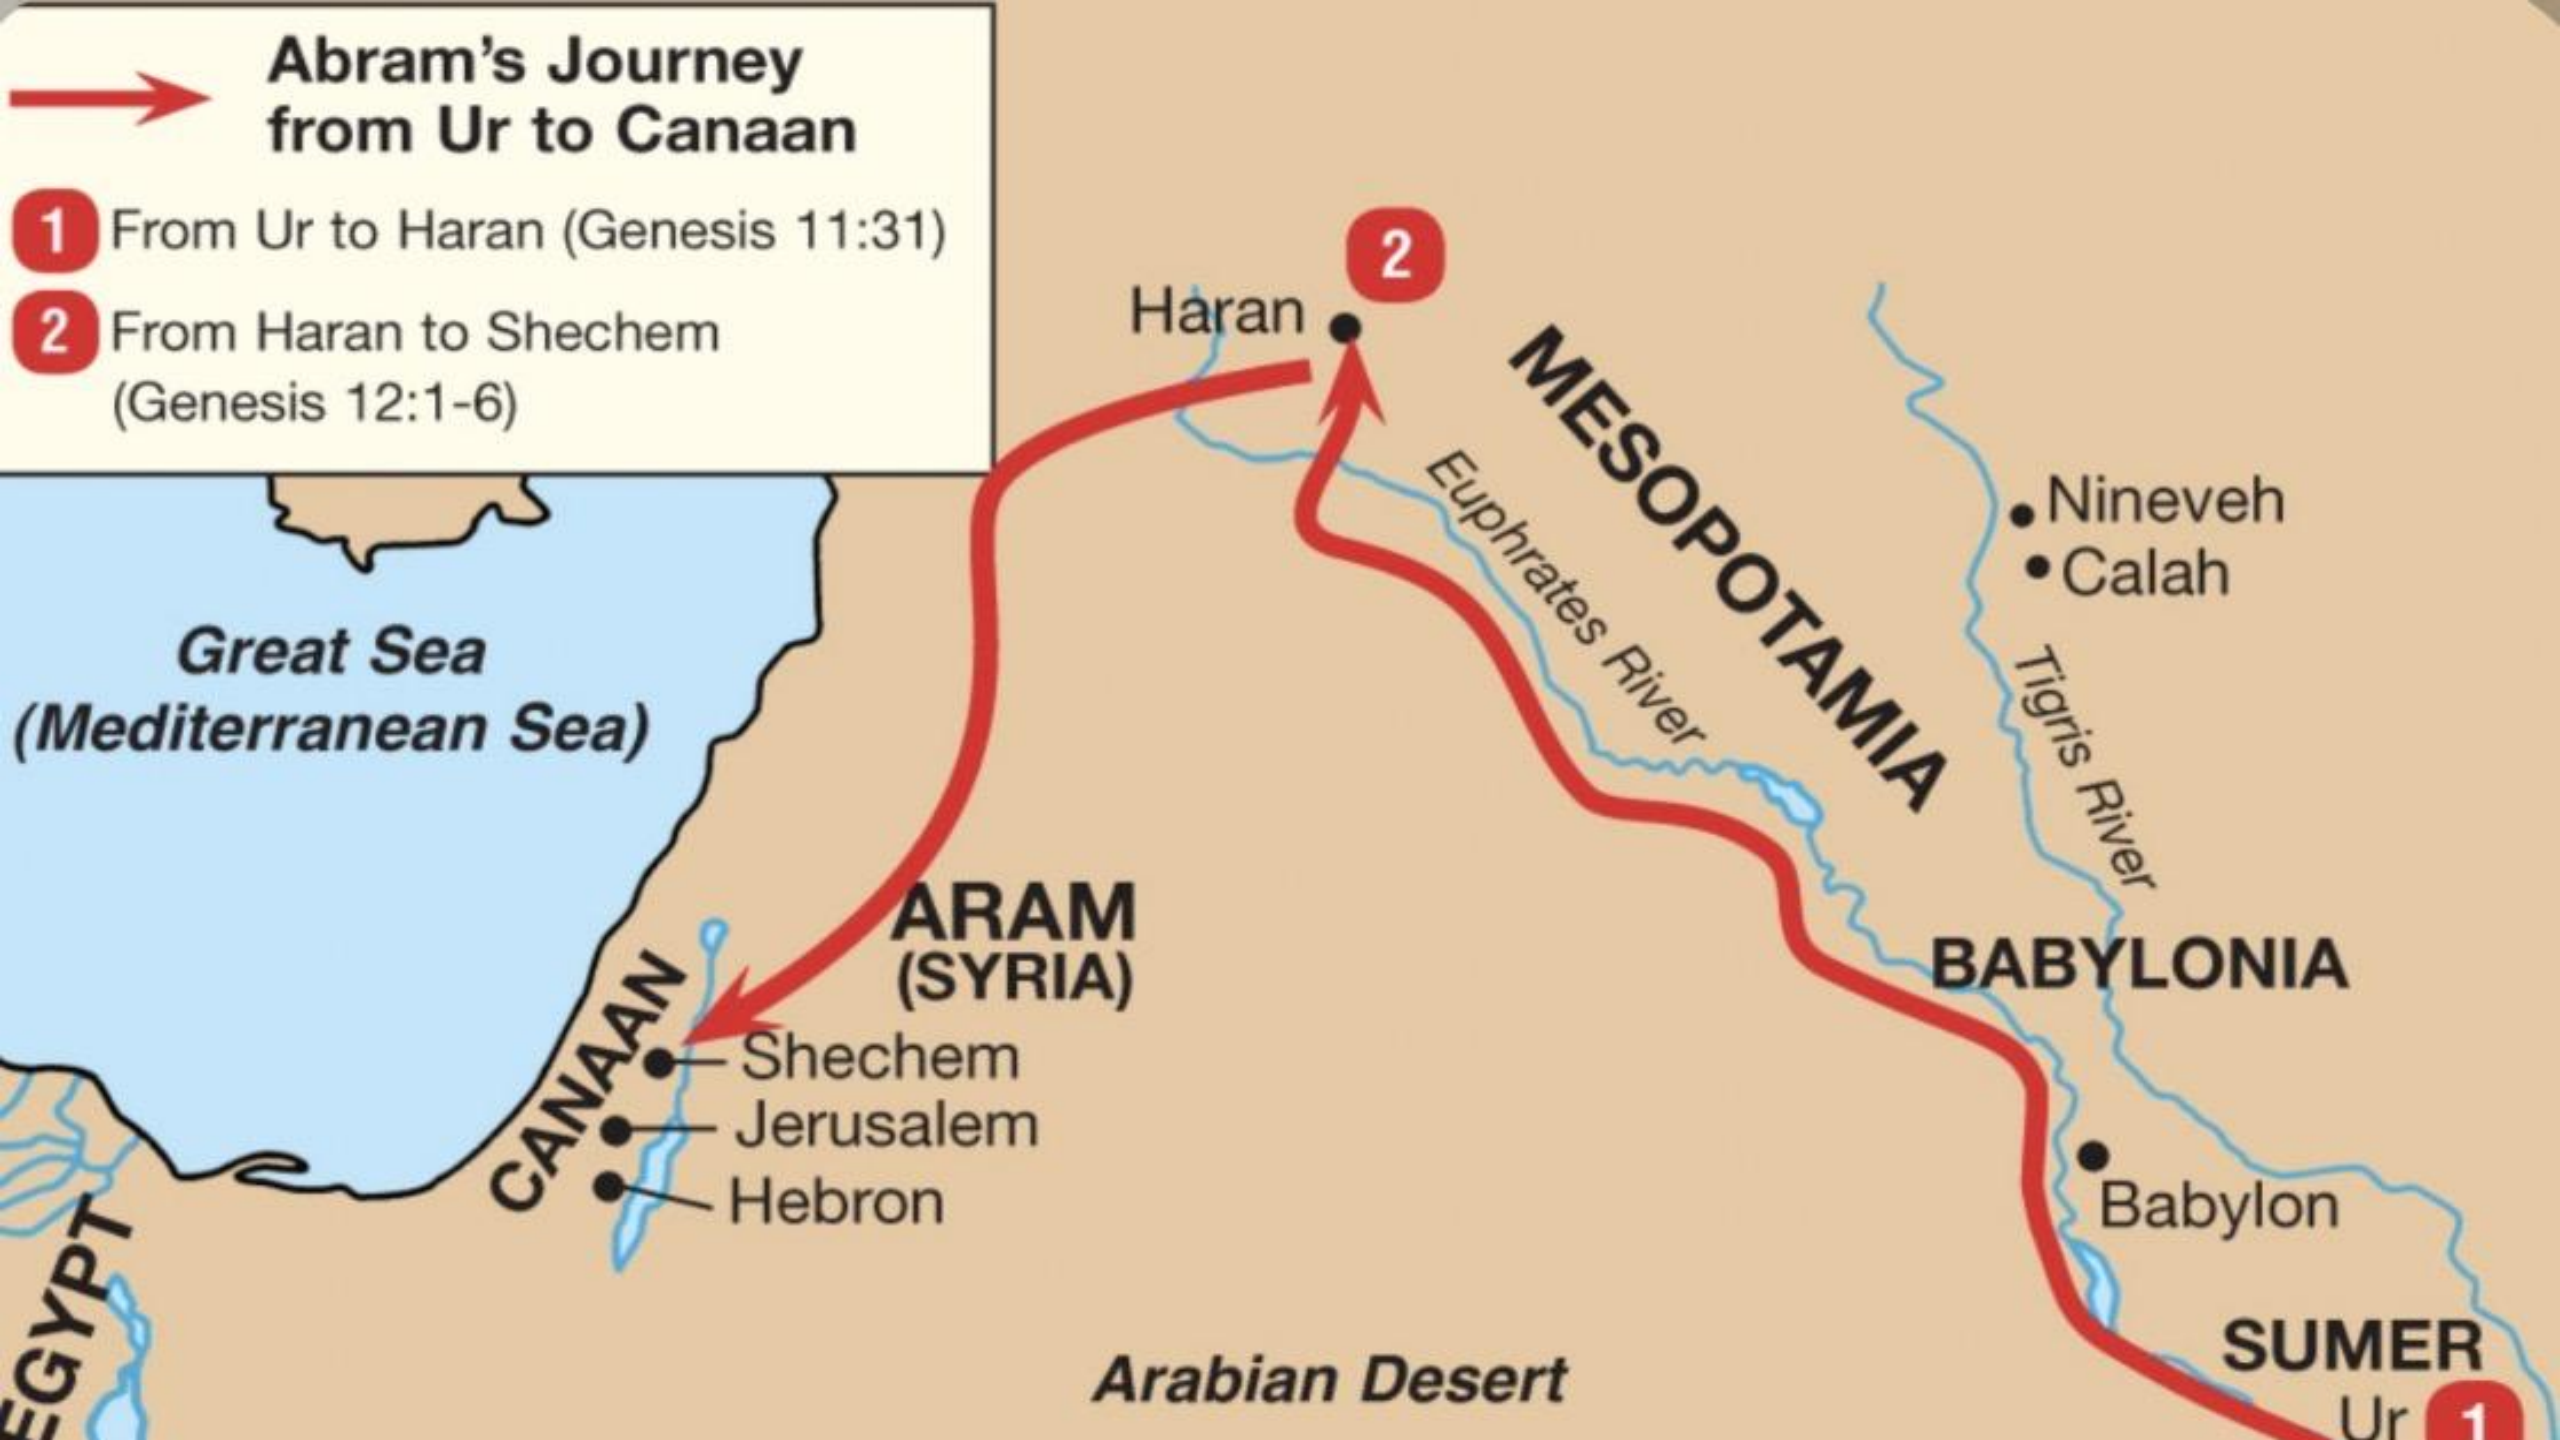 Abram's Journey
from Ur to Canaan
1 From Ur to Haran (Genesis 11:31)
2 From Haran to Shechem
(Genesis 12:1-6)
2
Haran
MESOPOTAMIA
Euphrates River
Nineveh
Calah
Tigris River
Great Sea
(Mediterranean Sea)
ARAM
(SYRIA)
BABYLONIA
CANAAN
Shechem
Jerusalem
Hebron
Babylon
EGYPT
Arabian Desert
SUMER
Ur 1